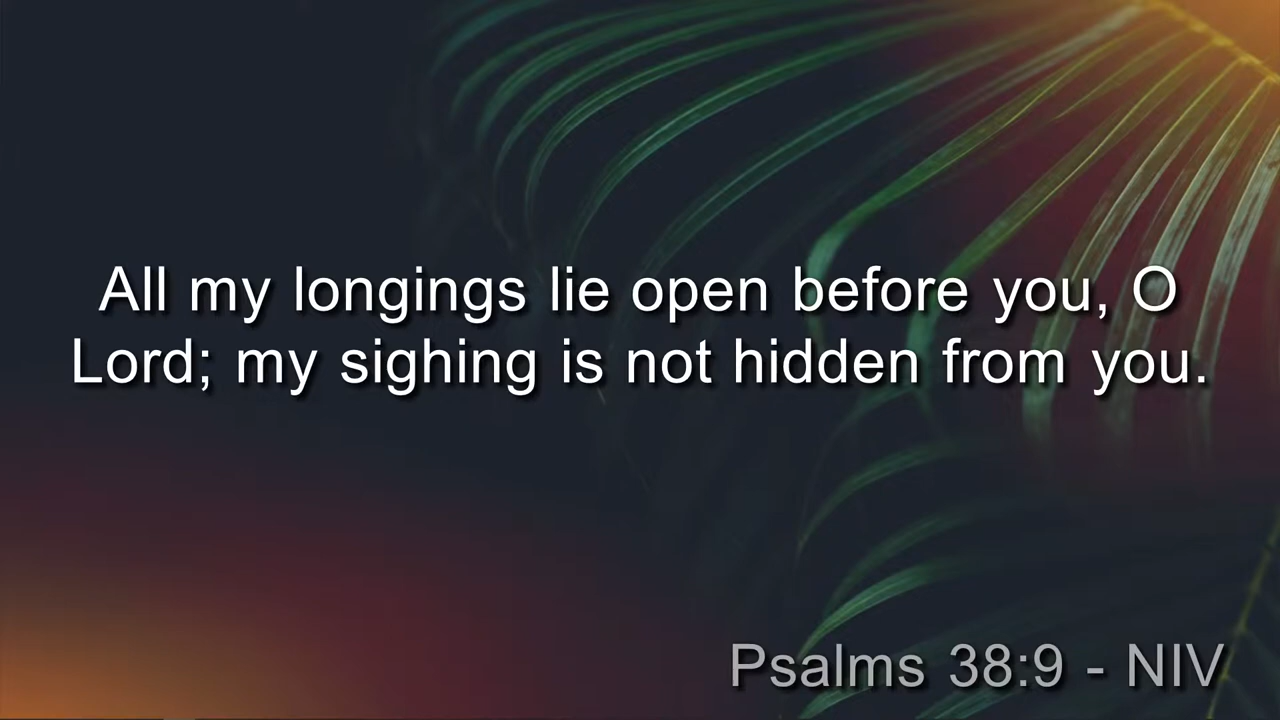 All my longings lie open before you, O
Lord; my sighing is not hidden from you.
Psalms 38:9 - NIV